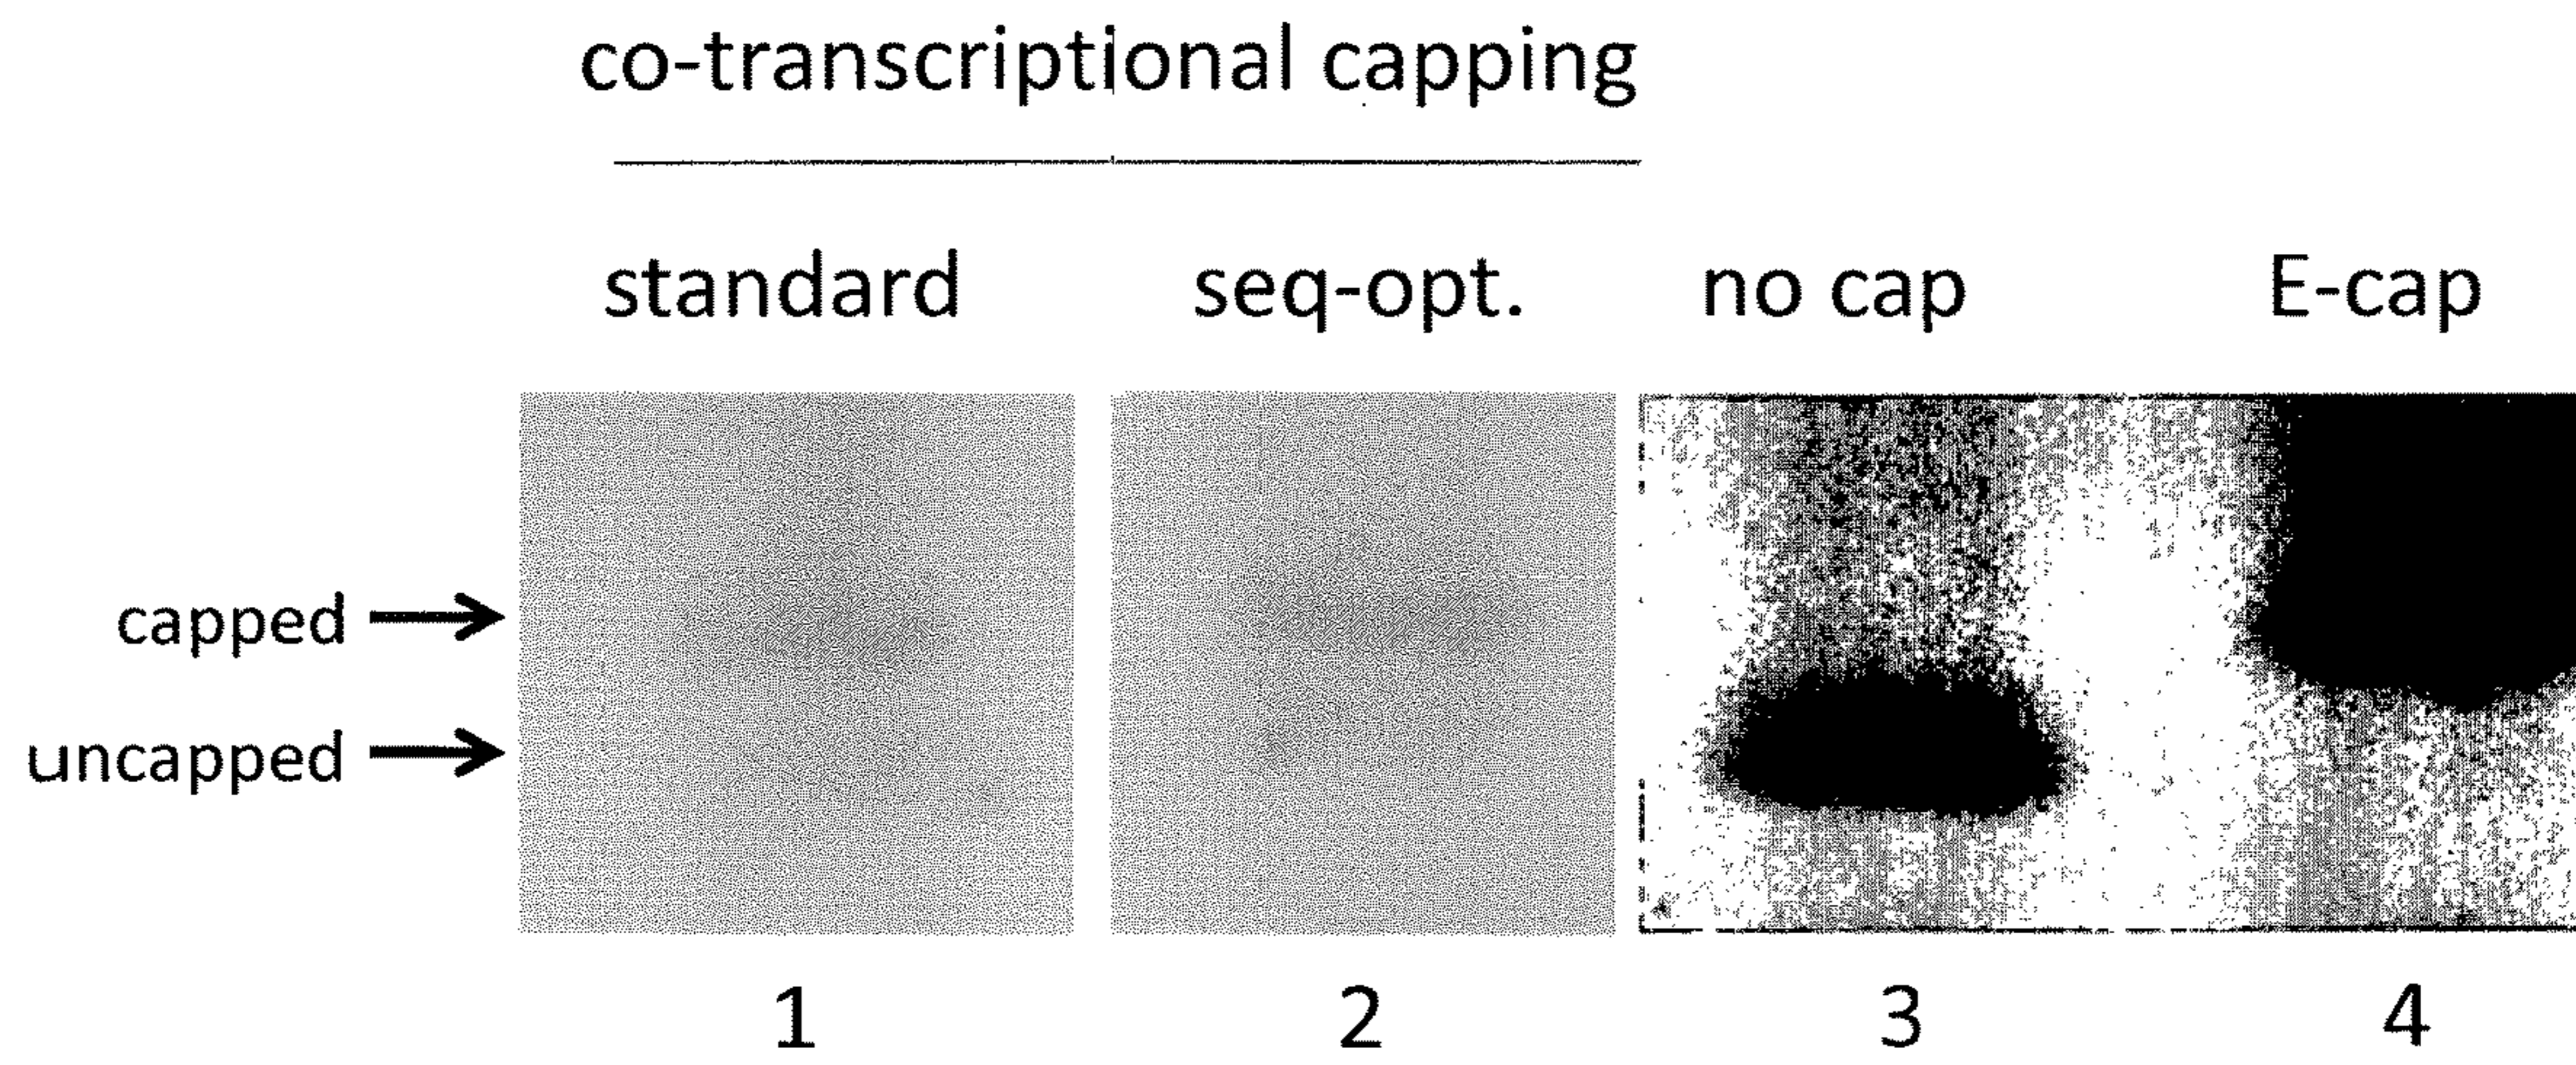 co-transcriptional capping
standard seq-opt. no cap E-cap
capped
uncapped
1 2 3 4